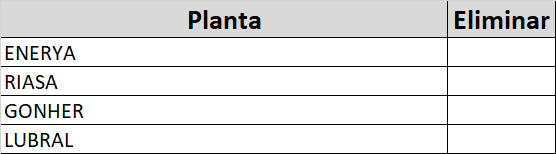 Planta Eliminar
ENERYA
RIASA
GONHER
LUBRAL